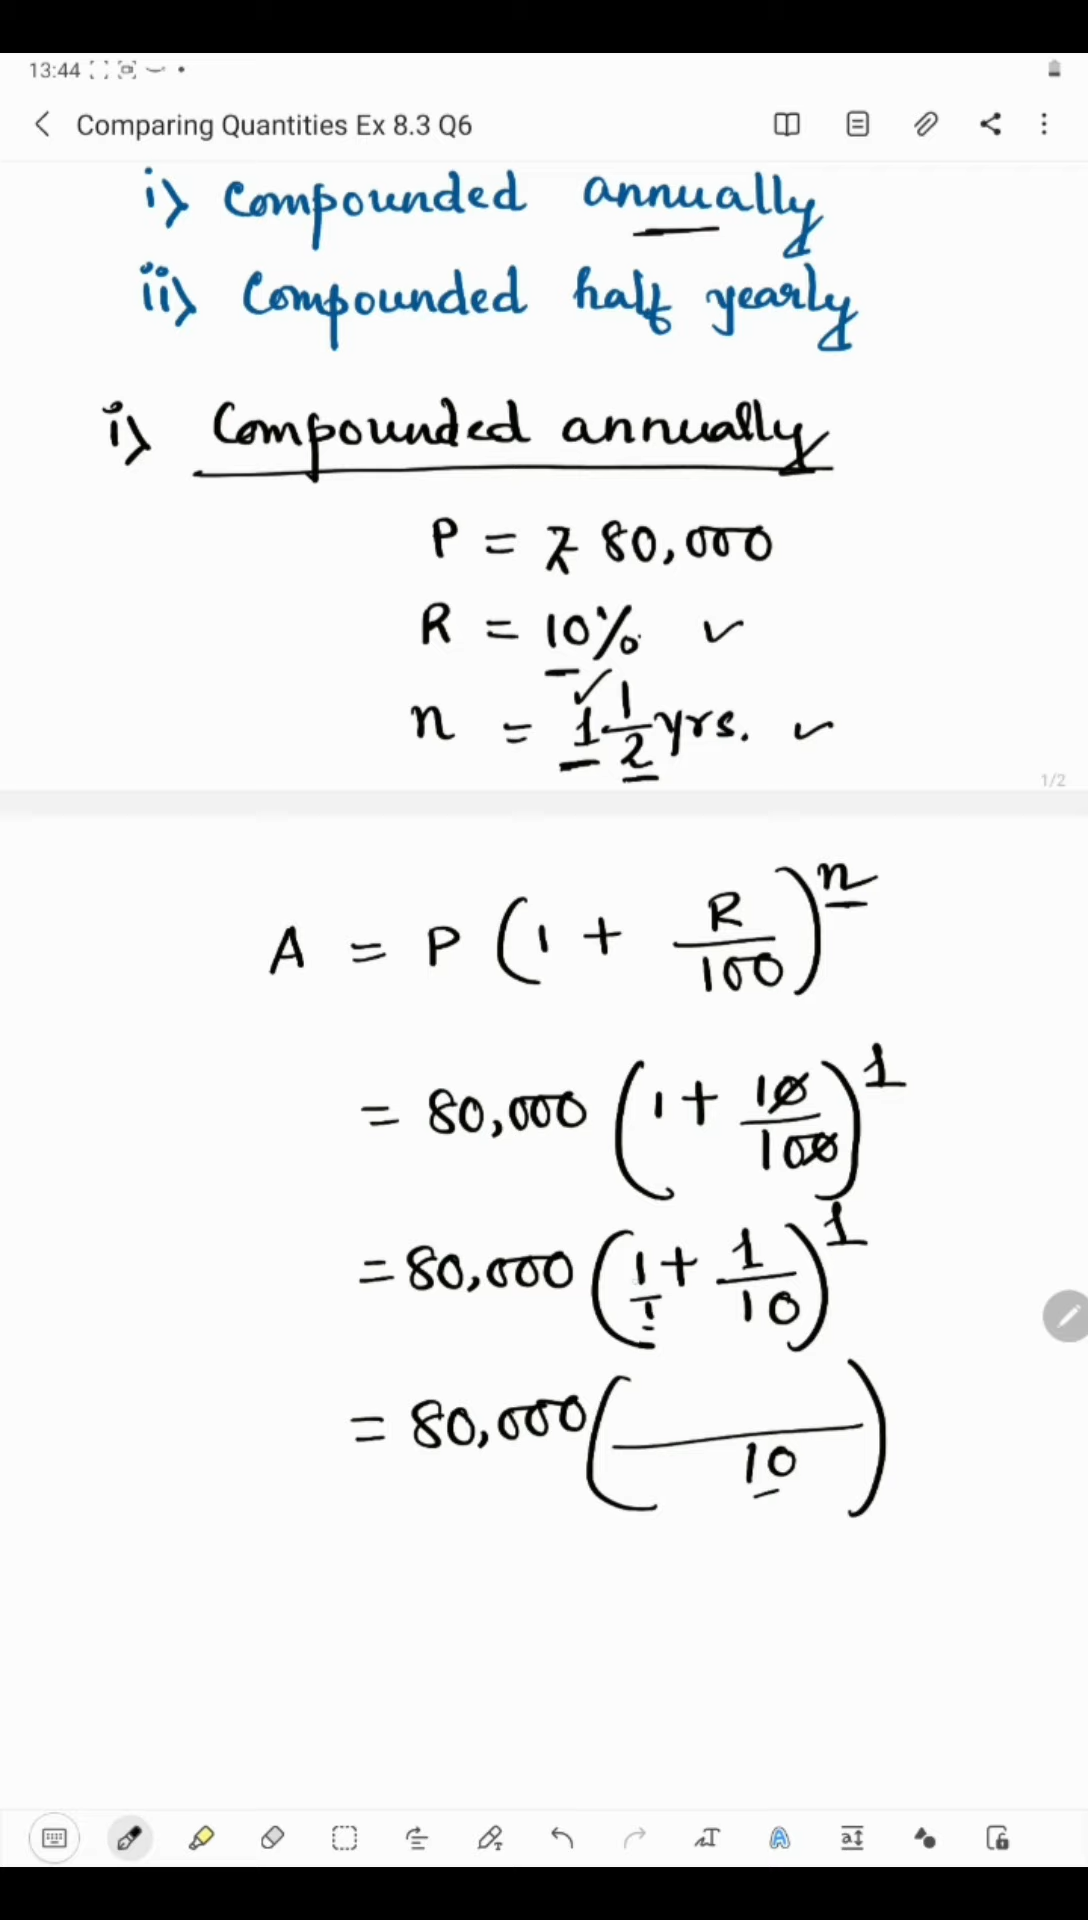 13:44
Comparing Quantities Ex 8.3 Q6
i) Compounded annually
ii) Compounded half yearly
i) Compounded annually
P = ₹ 80,000
R = 10% ✓
n = 1 1/2 yrs. ✓
1/2
A = P (1 + R/100)^n
= 80,000 (1 + 10/100)^1
= 80,000 (1/1 + 1/10)^1
= 80,000 ( /10)